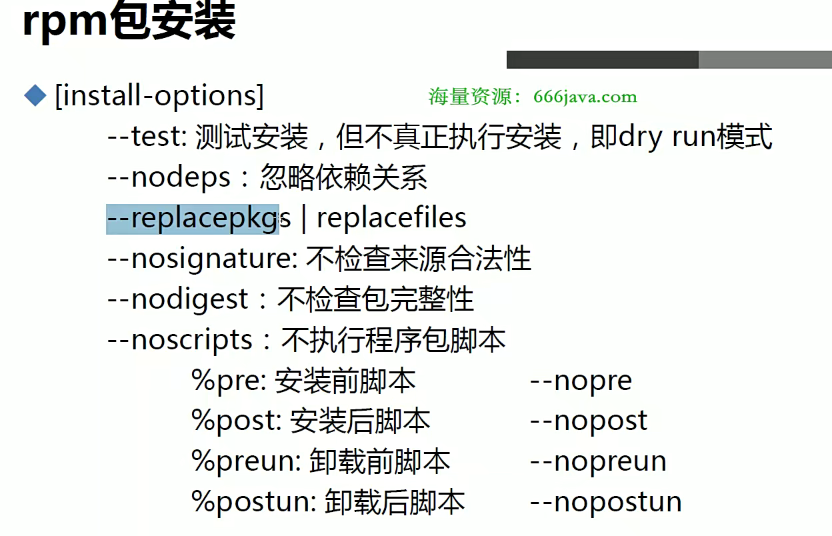 rpm包安装
[install-options]
海量资源：666java.com
--test: 测试安装，但不真正执行安装，即dry run模式
--nodeps：忽略依赖关系
--replacepkgs | replacefiles
--nosignature: 不检查来源合法性
--nodigest：不检查包完整性
--noscripts：不执行程序包脚本
%pre: 安装前脚本 --nopre
%post: 安装后脚本 --nopost
%preun: 卸载前脚本 --nopreun
%postun: 卸载后脚本 --nopostun